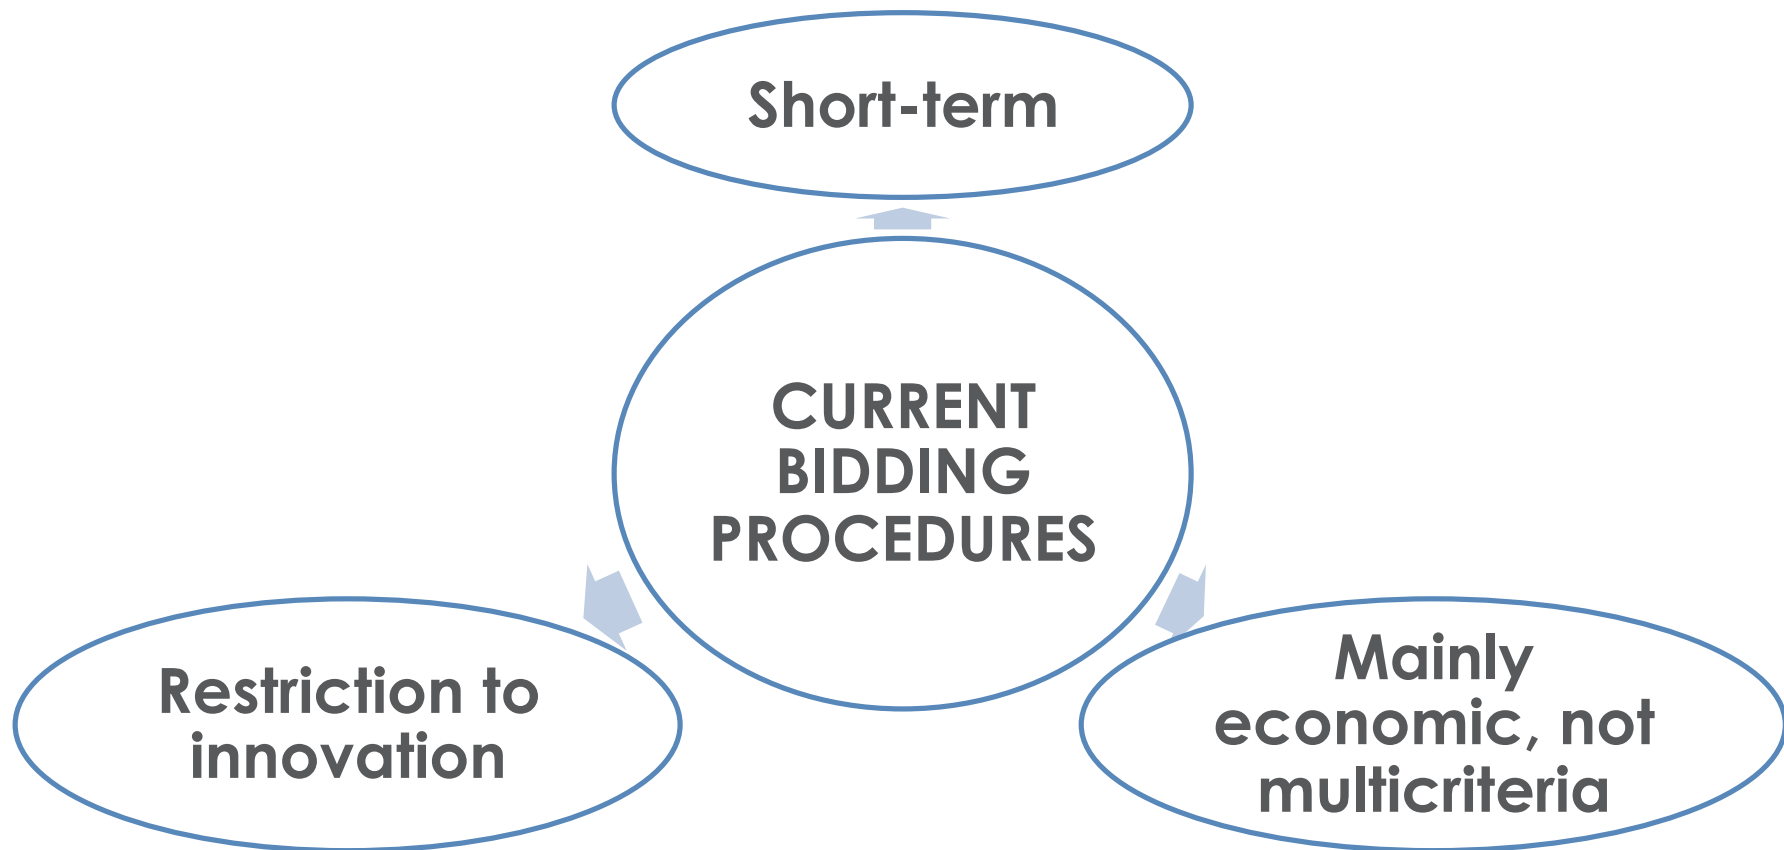 Short-term
CURRENT
BIDDING
PROCEDURES
Restriction to
innovation
Mainly
economic, not
multicriteria